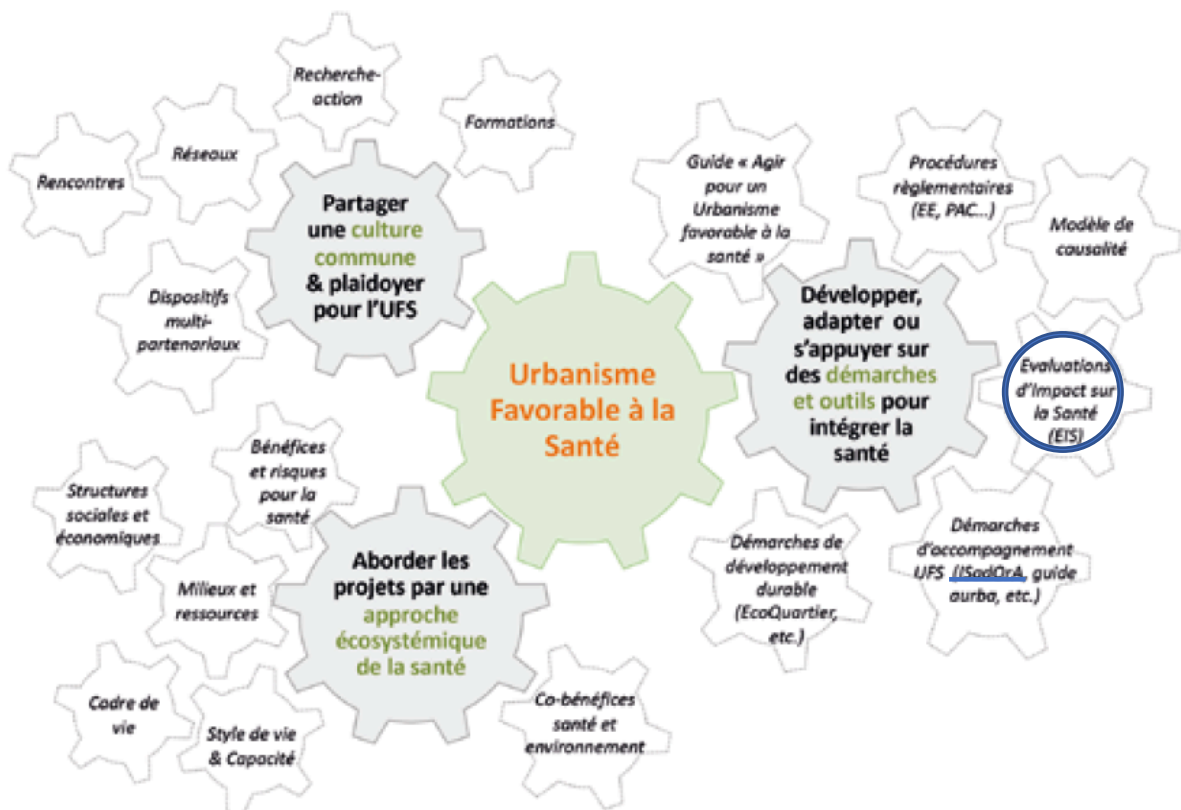 Recherche-
action
Formations
Réseaux
Rencontres
Partager
une culture
commune
& plaidoyer
pour l'UFS
Dispositifs
multi-
partenariaux
Guide « Agir
pour un
Urbanisme
favorable à la
santé »
Procédures
règlementaires
(EE, PAC...)
Modèle de
causalité
Développer,
adapter ou
s'appuyer sur
des démarches
et outils pour
intégrer la
santé
Evaluations
d'Impact sur
la Santé
(EIS)
Urbanisme
Favorable à la
Santé
Bénéfices
et risques
pour la
santé
Structures
sociales et
économiques
Milieux et
ressources
Aborder les
projets par une
approche
écosystémique
de la santé
Cadre de
vie
Style de vie
& Capacité
Co-bénéfices
santé et
environnement
Démarches de
développement
durable
(EcoQuartier,
etc.)
Démarches
d'accompagnement
UFS (ISadOrA, guide
aurba, etc.)